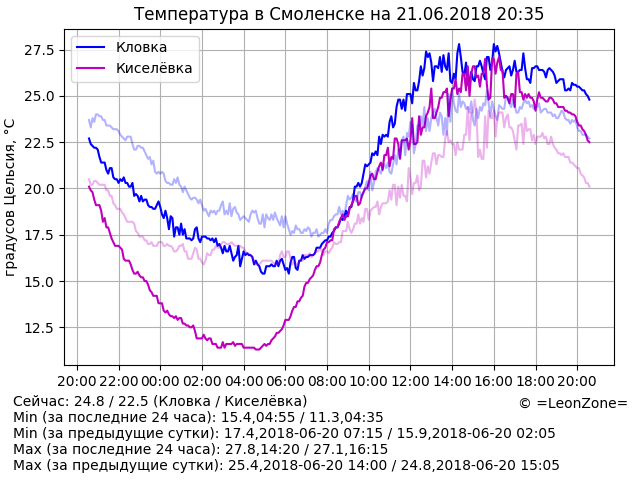 Температура в Смоленске на 21.06.2018 20:35
Кловка
Киселёвка
градусов Цельсия, °C
27.5
25.0
22.5
20.0
17.5
15.0
12.5
20:00 22:00 00:00 02:00 04:00 06:00 08:00 10:00 12:00 14:00 16:00 18:00 20:00
Сейчас: 24.8 / 22.5 (Кловка / Киселёвка)
© =LeonZone=
Min (за последние 24 часа): 15.4,04:55 / 11.3,04:35
Min (за предыдущие сутки): 17.4,2018-06-20 07:15 / 15.9,2018-06-20 02:05
Max (за последние 24 часа): 27.8,14:20 / 27.1,16:15
Max (за предыдущие сутки): 25.4,2018-06-20 14:00 / 24.8,2018-06-20 15:05